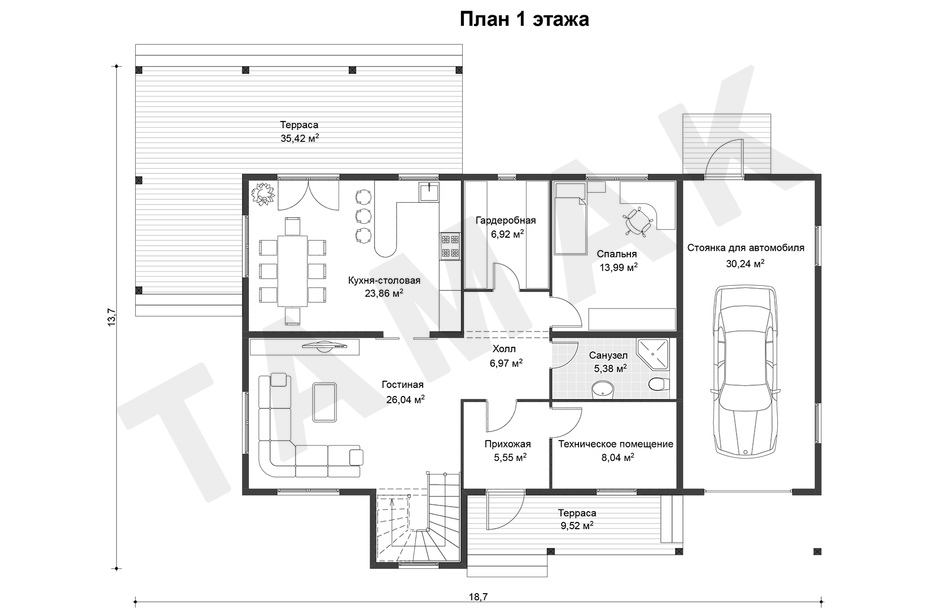 План 1 этажа
Терраса
35,42 м²
Гардеробная
6,92 м²
Спальня
13,99 м²
Стоянка для автомобиля
30,24 м²
Кухня-столовая
23,86 м²
13,7
Холл
6,97 м²
Санузел
5,38 м²
Гостиная
26,04 м²
Прихожая
5,55 м²
Техническое помещение
8,04 м²
Терраса
9,52 м²
18,7
ТАМАК